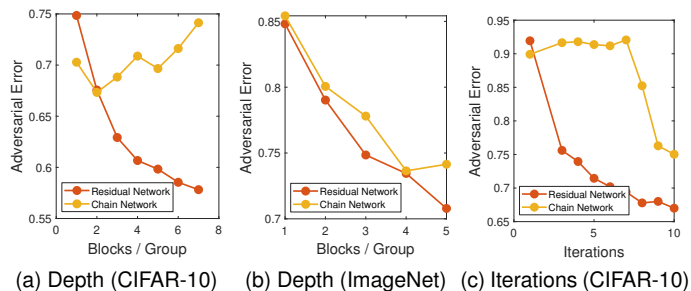 0.75
0.7
0.65
0.6
0.55
Adversarial Error
Residual Network
Chain Network
0 2 4 6 8
Blocks / Group
(a) Depth (CIFAR-10)
0.85
0.8
0.75
0.7
Adversarial Error
Residual Network
Chain Network
1 2 3 4 5
Blocks / Group
(b) Depth (ImageNet)
0.95
0.9
0.85
0.8
0.75
0.7
0.65
Adversarial Error
Residual Network
Chain Network
0 5 10
Iterations
(c) Iterations (CIFAR-10)